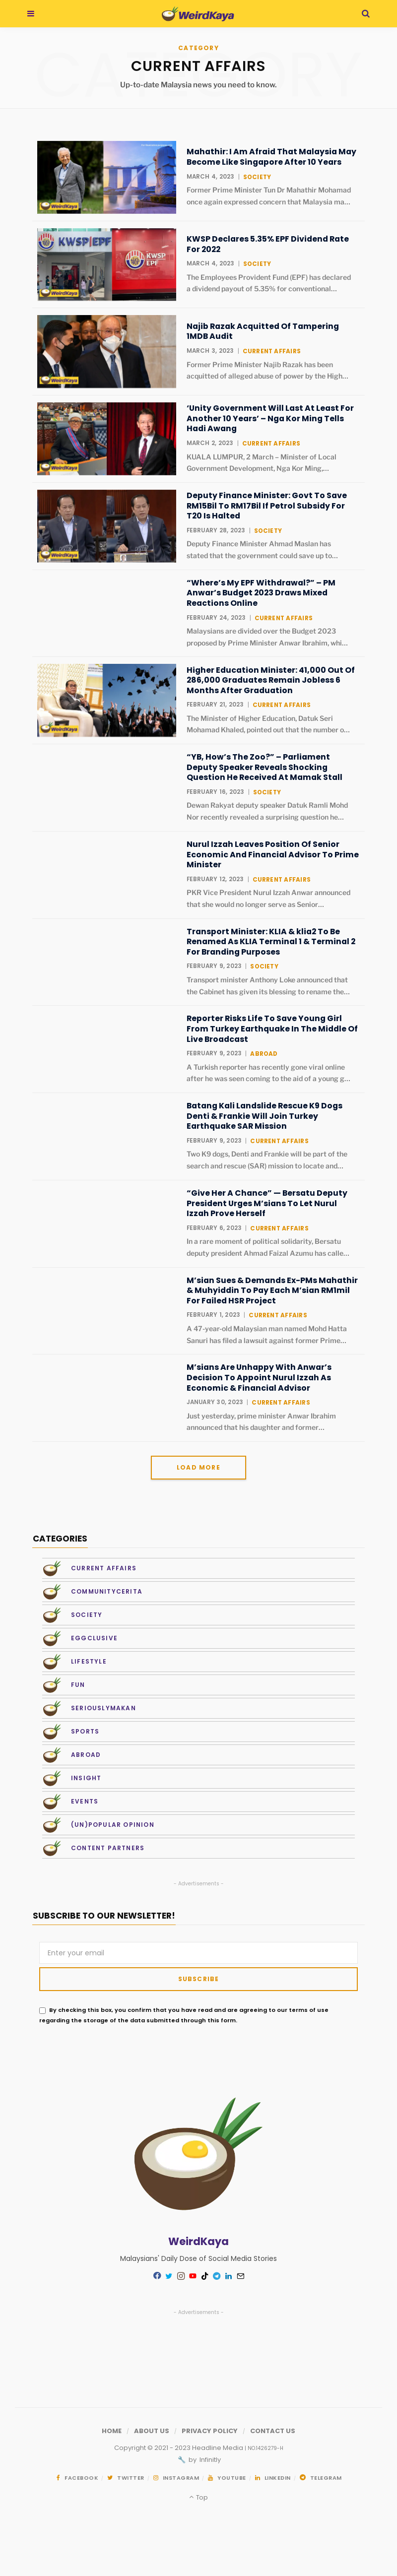 WeirdKaya
CATEGORY
CATEGORY
CURRENT AFFAIRS
Up-to-date Malaysia news you need to know.
WeirdKaya
Mahathir: I Am Afraid That Malaysia May
Become Like Singapore After 10 Years
MARCH 4, 2023 | SOCIETY
Former Prime Minister Tun Dr Mahathir Mohamad
once again expressed concern that Malaysia ma...
KWSP EPF
KWSP EPF
WeirdKaya
KWSP Declares 5.35% EPF Dividend Rate
For 2022
MARCH 4, 2023 | SOCIETY
The Employees Provident Fund (EPF) has declared
a dividend payout of 5.35% for conventional...
WeirdKaya
Najib Razak Acquitted Of Tampering
1MDB Audit
MARCH 3, 2023 | CURRENT AFFAIRS
Former Prime Minister Najib Razak has been
acquitted of alleged abuse of power by the High...
WeirdKaya
‘Unity Government Will Last At Least For
Another 10 Years’ – Nga Kor Ming Tells
Hadi Awang
MARCH 2, 2023 | CURRENT AFFAIRS
KUALA LUMPUR, 2 March – Minister of Local
Government Development, Nga Kor Ming,...
WeirdKaya
Deputy Finance Minister: Govt To Save
RM15Bil To RM17Bil If Petrol Subsidy For
T20 Is Halted
FEBRUARY 28, 2023 | SOCIETY
Deputy Finance Minister Ahmad Maslan has
stated that the government could save up to...
“Where’s My EPF Withdrawal?” – PM
Anwar’s Budget 2023 Draws Mixed
Reactions Online
FEBRUARY 24, 2023 | CURRENT AFFAIRS
Malaysians are divided over the Budget 2023
proposed by Prime Minister Anwar Ibrahim, whi...
WeirdKaya
Higher Education Minister: 41,000 Out Of
286,000 Graduates Remain Jobless 6
Months After Graduation
FEBRUARY 21, 2023 | CURRENT AFFAIRS
The Minister of Higher Education, Datuk Seri
Mohamad Khaled, pointed out that the number o...
“YB, How’s The Zoo?” – Parliament
Deputy Speaker Reveals Shocking
Question He Received At Mamak Stall
FEBRUARY 16, 2023 | SOCIETY
Dewan Rakyat deputy speaker Datuk Ramli Mohd
Nor recently revealed a surprising question he...
Nurul Izzah Leaves Position Of Senior
Economic And Financial Advisor To Prime
Minister
FEBRUARY 12, 2023 | CURRENT AFFAIRS
PKR Vice President Nurul Izzah Anwar announced
that she would no longer serve as Senior...
Transport Minister: KLIA & klia2 To Be
Renamed As KLIA Terminal 1 & Terminal 2
For Branding Purposes
FEBRUARY 9, 2023 | SOCIETY
Transport minister Anthony Loke announced that
the Cabinet has given its blessing to rename the...
Reporter Risks Life To Save Young Girl
From Turkey Earthquake In The Middle Of
Live Broadcast
FEBRUARY 9, 2023 | ABROAD
A Turkish reporter has recently gone viral online
after he was seen coming to the aid of a young g...
Batang Kali Landslide Rescue K9 Dogs
Denti & Frankie Will Join Turkey
Earthquake SAR Mission
FEBRUARY 9, 2023 | CURRENT AFFAIRS
Two K9 dogs, Denti and Frankie will be part of the
search and rescue (SAR) mission to locate and...
“Give Her A Chance” — Bersatu Deputy
President Urges M’sians To Let Nurul
Izzah Prove Herself
FEBRUARY 6, 2023 | CURRENT AFFAIRS
In a rare moment of political solidarity, Bersatu
deputy president Ahmad Faizal Azumu has calle...
M’sian Sues & Demands Ex-PMs Mahathir
& Muhyiddin To Pay Each M’sian RM1mil
For Failed HSR Project
FEBRUARY 1, 2023 | CURRENT AFFAIRS
A 47-year-old Malaysian man named Mohd Hatta
Sanuri has filed a lawsuit against former Prime...
M’sians Are Unhappy With Anwar’s
Decision To Appoint Nurul Izzah As
Economic & Financial Advisor
JANUARY 30, 2023 | CURRENT AFFAIRS
Just yesterday, prime minister Anwar Ibrahim
announced that his daughter and former...
LOAD MORE
CATEGORIES
CURRENT AFFAIRS
COMMUNITYCERITA
SOCIETY
EGGCLUSIVE
LIFESTYLE
FUN
SERIOUSLYMAKAN
SPORTS
ABROAD
INSIGHT
EVENTS
(UN)POPULAR OPINION
CONTENT PARTNERS
- Advertisements -
SUBSCRIBE TO OUR NEWSLETTER!
Enter your email
SUBSCRIBE
By checking this box, you confirm that you have read and are agreeing to our terms of use
regarding the storage of the data submitted through this form.
WeirdKaya
Malaysians' Daily Dose of Social Media Stories
- Advertisements -
HOME / ABOUT US / PRIVACY POLICY / CONTACT US
Copyright © 2021 - 2023 Headline Media | NO.1426279-H
by Infinitly
FACEBOOK / TWITTER / INSTAGRAM / YOUTUBE / LINKEDIN / TELEGRAM
Top